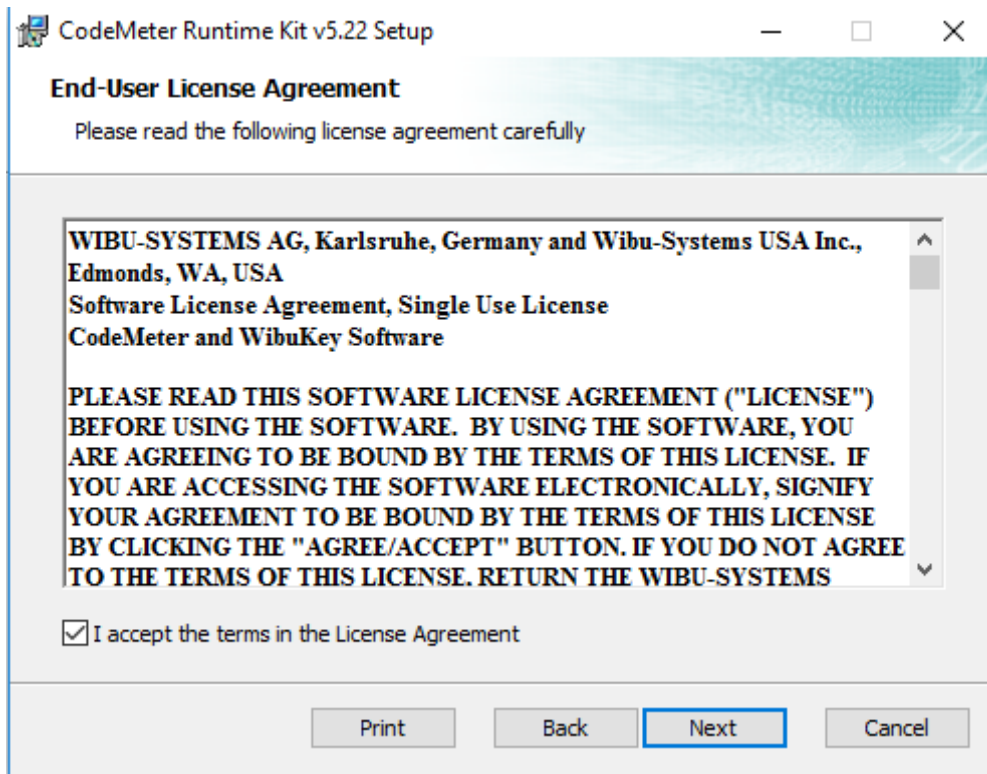 CodeMeter Runtime Kit v5.22 Setup
End-User License Agreement
Please read the following license agreement carefully
WIBU-SYSTEMS AG, Karlsruhe, Germany and Wibu-Systems USA Inc.,
Edmonds, WA, USA
Software License Agreement, Single Use License
CodeMeter and WibuKey Software
PLEASE READ THIS SOFTWARE LICENSE AGREEMENT ("LICENSE")
BEFORE USING THE SOFTWARE.  BY USING THE SOFTWARE, YOU
ARE AGREEING TO BE BOUND BY THE TERMS OF THIS LICENSE.  IF
YOU ARE ACCESSING THE SOFTWARE ELECTRONICALLY, SIGNIFY
YOUR AGREEMENT TO BE BOUND BY THE TERMS OF THIS LICENSE
BY CLICKING THE "AGREE/ACCEPT" BUTTON. IF YOU DO NOT AGREE
TO THE TERMS OF THIS LICENSE, RETURN THE WIBU-SYSTEMS
I accept the terms in the License Agreement
Print Back Next Cancel